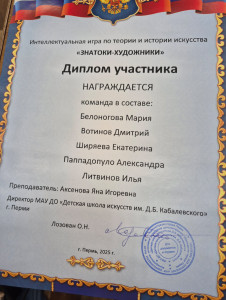 Интеллектуальная игра по теории и истории искусства
«ЗНАТОКИ-ХУДОЖНИКИ»
Диплом участника
НАГРАЖДАЕТСЯ
команда в составе:
Белоногова Мария
Вотинов Дмитрий
Ширяева Екатерина
Паппадопуло Александра
Литвинов Илья
Преподаватель: Аксенова Яна Игоревна
Директор МАУ ДО «Детская школа искусств им. Д.Б. Кабалевского»
г. Перми
Лозован О.Н.
г. Пермь, 2025 г.